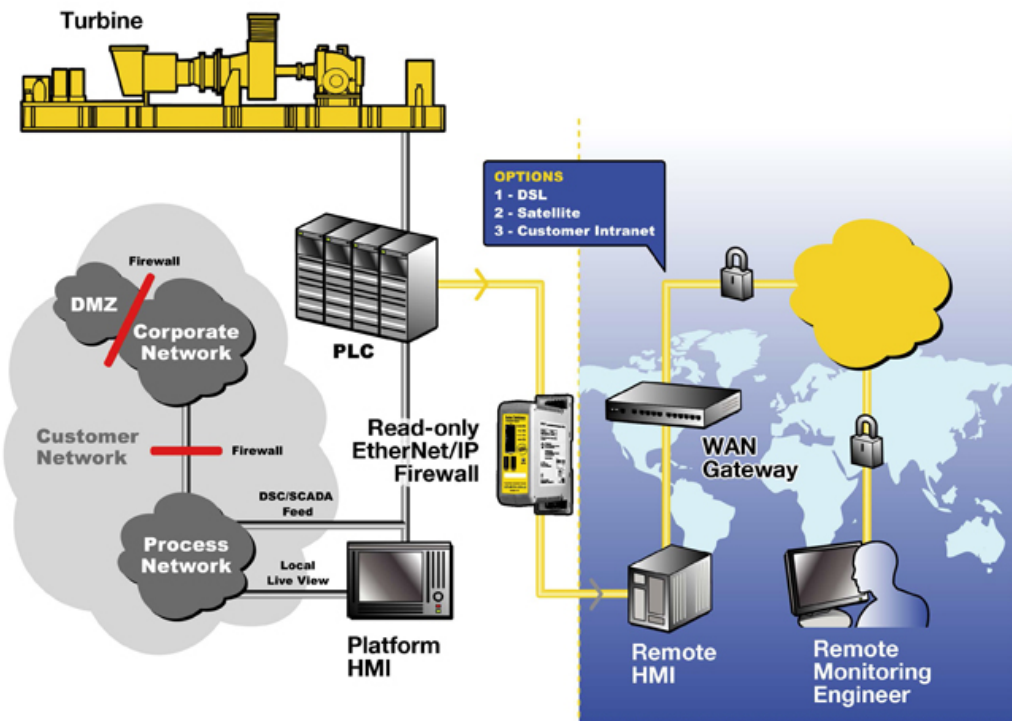 Turbine
OPTIONS
1 - DSL
2 - Satellite
3 - Customer Intranet
Firewall
DMZ
Corporate
Network
PLC
Customer
Network
Firewall
Read-only
EtherNet/IP
Firewall
WAN
Gateway
DSC/SCADA
Feed
Process
Network
Local
Live View
Platform
HMI
Remote
HMI
Remote
Monitoring
Engineer